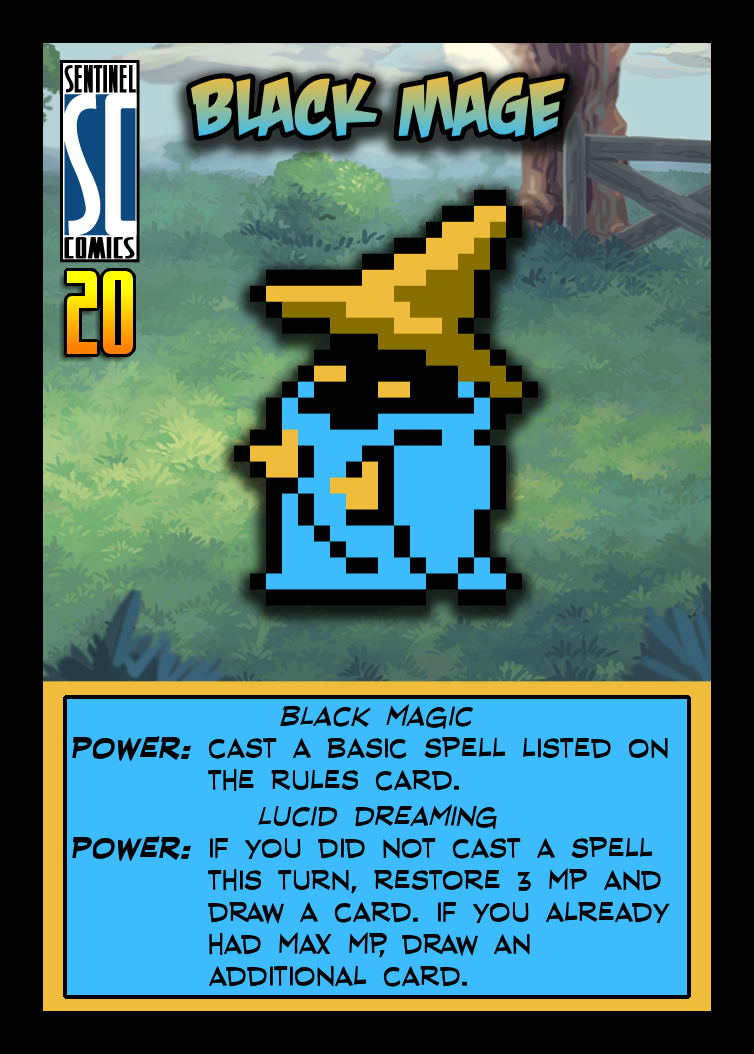 SENTINEL
SC
COMICS
BLACK MAGE
20
BLACK MAGIC
POWER: CAST A BASIC SPELL LISTED ON
THE RULES CARD.
LUCID DREAMING
POWER: IF YOU DID NOT CAST A SPELL
THIS TURN, RESTORE 3 MP AND
DRAW A CARD. IF YOU ALREADY
HAD MAX MP, DRAW AN
ADDITIONAL CARD.